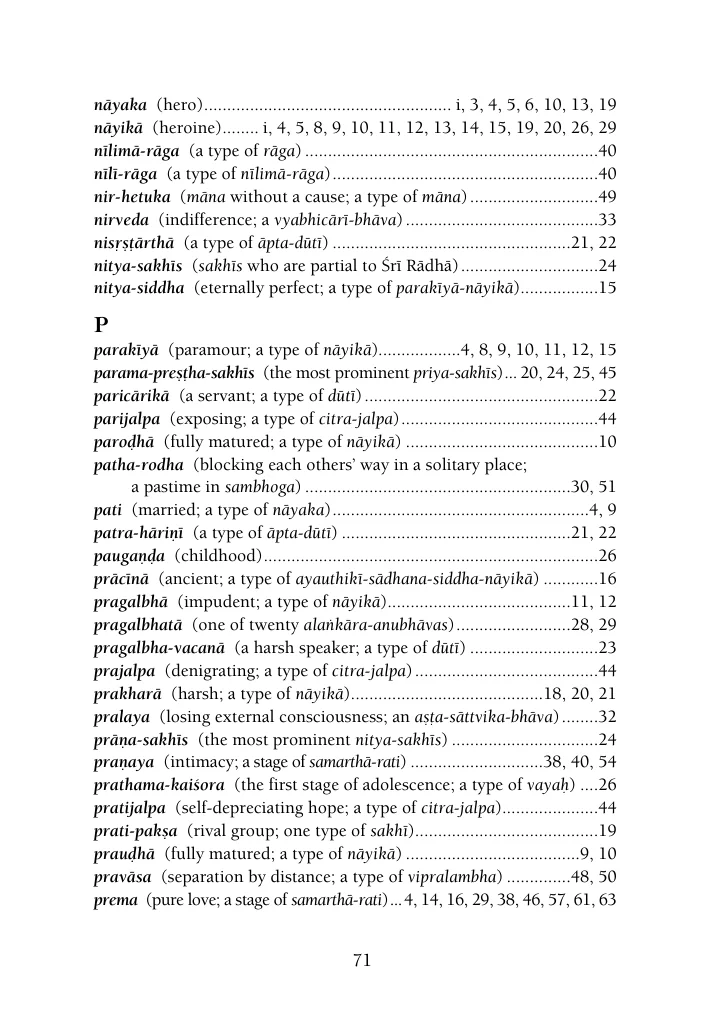 nāyaka (hero)...................................................... i, 3, 4, 5, 6, 10, 13, 19
nāyikā (heroine)........ i, 4, 5, 8, 9, 10, 11, 12, 13, 14, 15, 19, 20, 26, 29
nīlimā-rāga (a type of rāga) ................................................................40
nīlī-rāga (a type of nīlimā-rāga)..........................................................40
nir-hetuka (māna without a cause; a type of māna)............................49
nirveda (indifference; a vyabhicārī-bhāva)..........................................33
nisṛṣṭārthā (a type of āpta-dūtī) ....................................................21, 22
nitya-sakhīs (sakhīs who are partial to Śrī Rādhā)..............................24
nitya-siddha (eternally perfect; a type of parakīyā-nāyikā).................15
P
parakīyā (paramour; a type of nāyikā)..................4, 8, 9, 10, 11, 12, 15
parama-preṣṭha-sakhīs (the most prominent priya-sakhīs)... 20, 24, 25, 45
paricārikā (a servant; a type of dūtī)...................................................22
parijalpa (exposing; a type of citra-jalpa)...........................................44
paroḍhā (fully matured; a type of nāyikā) ..........................................10
patha-rodha (blocking each others’ way in a solitary place;
a pastime in sambhoga) ..........................................................30, 51
pati (married; a type of nāyaka)........................................................4, 9
patra-hāriṇī (a type of āpta-dūtī) ..................................................21, 22
paugaṇḍa (childhood).........................................................................26
prācīnā (ancient; a type of ayauthikī-sādhana-siddha-nāyikā) ............16
pragalbhā (impudent; a type of nāyikā)........................................11, 12
pragalbhatā (one of twenty alaṅkāra-anubhāvas).........................28, 29
pragalbha-vacanā (a harsh speaker; a type of dūtī) ............................23
prajalpa (denigrating; a type of citra-jalpa)........................................44
prakharā (harsh; a type of nāyikā)..........................................18, 20, 21
pralaya (losing external consciousness; an aṣṭa-sāttvika-bhāva)........32
prāṇa-sakhīs (the most prominent nitya-sakhīs) ................................24
praṇaya (intimacy; a stage of samarthā-rati) .............................38, 40, 54
prathama-kaiśora (the first stage of adolescence; a type of vayaḥ) ....26
pratijalpa (self-depreciating hope; a type of citra-jalpa).....................44
prati-pakṣa (rival group; one type of sakhī)........................................19
prauḍhā (fully matured; a type of nāyikā) ......................................9, 10
pravāsa (separation by distance; a type of vipralambha) ..............48, 50
prema (pure love; a stage of samarthā-rati)...4, 14, 16, 29, 38, 46, 57, 61, 63
71